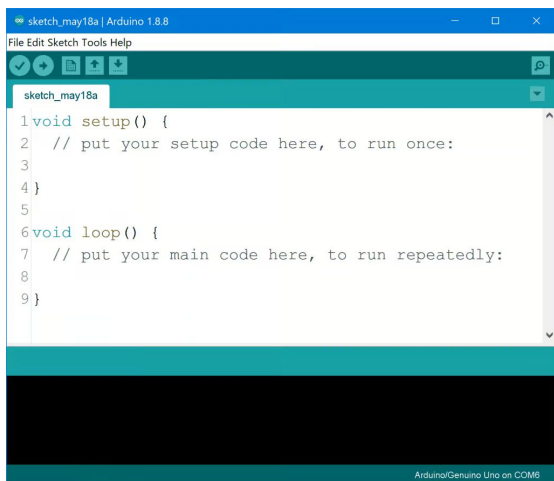 sketch_may18a | Arduino 1.8.8
File Edit Sketch Tools Help
sketch_may18a
1 void setup() {
2   // put your setup code here, to run once:
3
4 }
5
6 void loop() {
7   // put your main code here, to run repeatedly:
8
9 }
Arduino/Genuino Uno on COM6